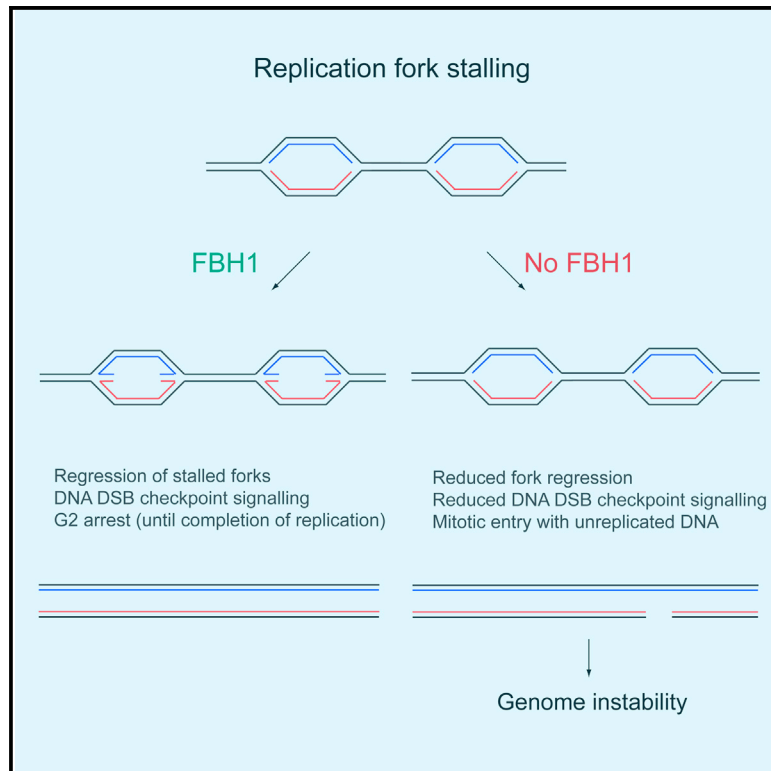 Replication fork stalling
FBH1
No FBH1
Regression of stalled forks
DNA DSB checkpoint signalling
G2 arrest (until completion of replication)
Reduced fork regression
Reduced DNA DSB checkpoint signalling
Mitotic entry with unreplicated DNA
Genome instability